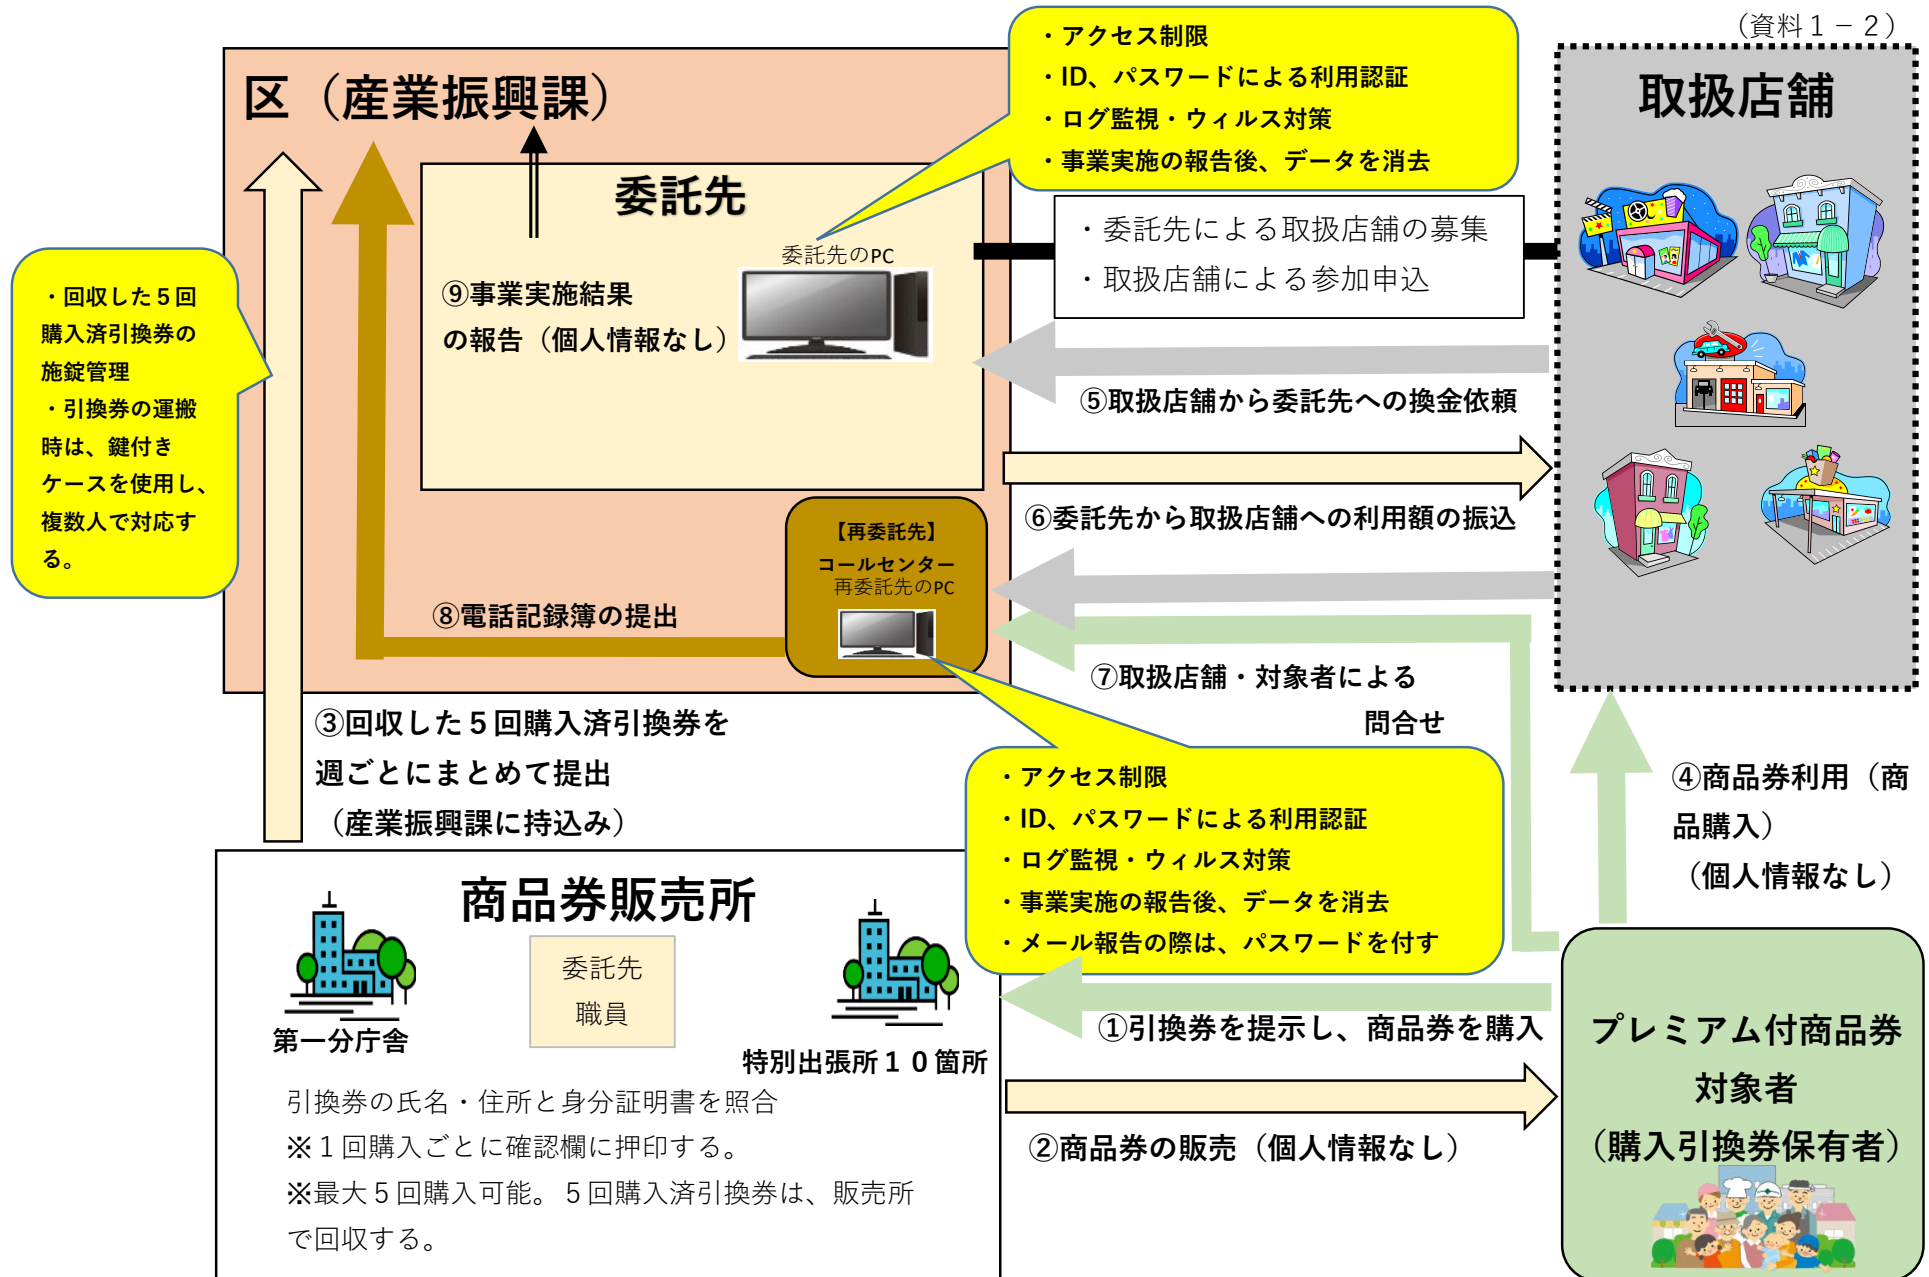 （資料１－２）
・アクセス制限
・ID、パスワードによる利用認証
・ログ監視・ウィルス対策
・事業実施の報告後、データを消去
区（産業振興課）
取扱店舗
委託先
委託先のPC
⑨事業実施結果
の報告（個人情報なし）
・委託先による取扱店舗の募集
・取扱店舗による参加申込
・回収した５回
購入済引換券の
施錠管理
・引換券の運搬
時は、鍵付き
ケースを使用し、
複数人で対応す
る。
⑤取扱店舗から委託先への換金依頼
⑥委託先から取扱店舗への利用額の振込
【再委託先】
コールセンター
再委託先のPC
⑧電話記録簿の提出
⑦取扱店舗・対象者による
問合せ
③回収した５回購入済引換券を
週ごとにまとめて提出
（産業振興課に持込み）
・アクセス制限
・ID、パスワードによる利用認証
・ログ監視・ウィルス対策
・事業実施の報告後、データを消去
・メール報告の際は、パスワードを付す
④商品券利用（商
品購入）
（個人情報なし）
商品券販売所
委託先
職員
第一分庁舎
特別出張所１０箇所
①引換券を提示し、商品券を購入
②商品券の販売（個人情報なし）
引換券の氏名・住所と身分証明書を照合
※１回購入ごとに確認欄に押印する。
※最大５回購入可能。５回購入済引換券は、販売所
で回収する。
プレミアム付商品券
対象者
（購入引換券保有者）